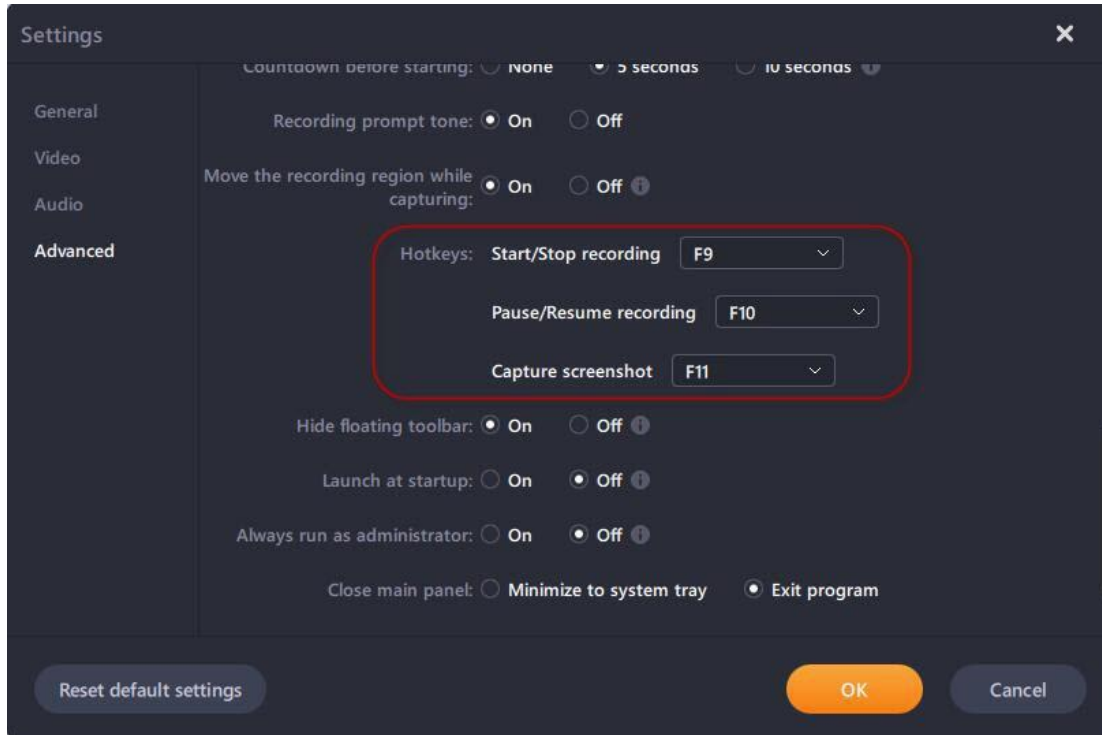 Settings
Countdown before starting: None 5 seconds 10 seconds
General
Recording prompt tone: On Off
Video
Move the recording region while
capturing: On Off
Audio
Advanced
Hotkeys: Start/Stop recording F9
Pause/Resume recording F10
Capture screenshot F11
Hide floating toolbar: On Off
Launch at startup: On Off
Always run as administrator: On Off
Close main panel: Minimize to system tray Exit program
Reset default settings OK Cancel